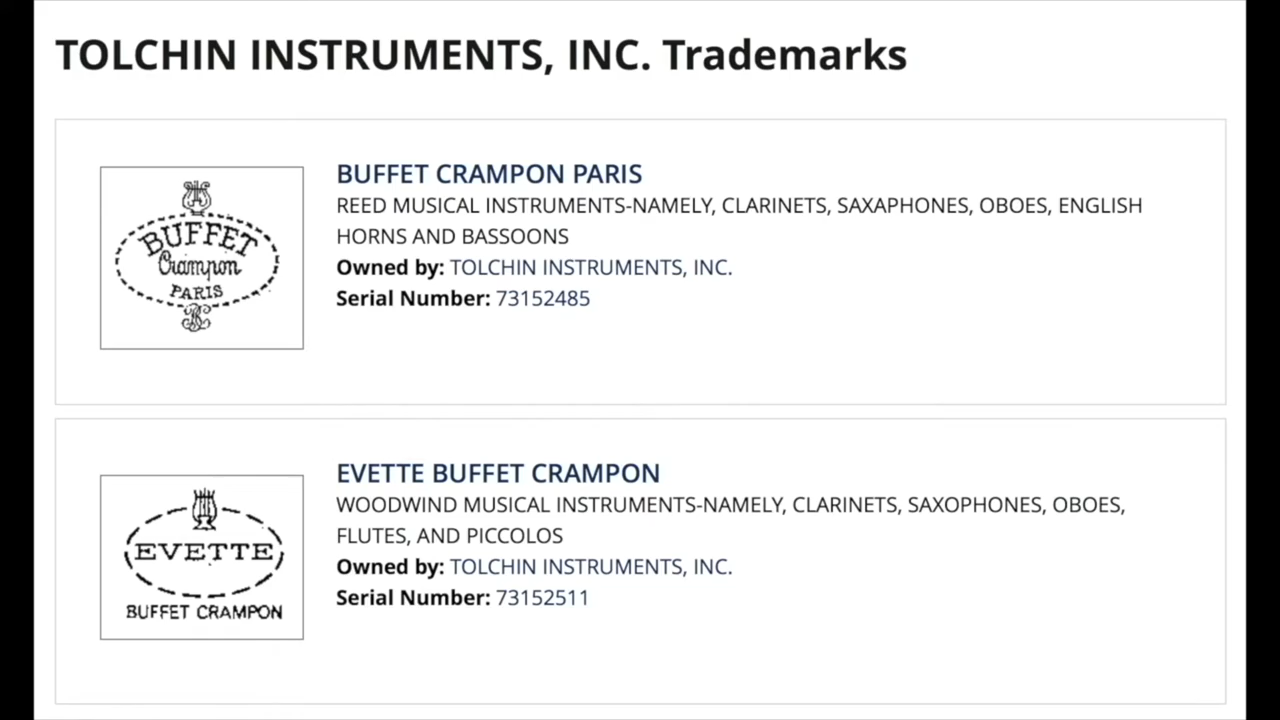 TOLCHIN INSTRUMENTS, INC. Trademarks
BUFFET
Crampon
PARIS
BUFFET CRAMPON PARIS
REED MUSICAL INSTRUMENTS-NAMELY, CLARINETS, SAXAPHONES, OBOES, ENGLISH
HORNS AND BASSOONS
Owned by: TOLCHIN INSTRUMENTS, INC.
Serial Number: 73152485
EVETTE
BUFFET CRAMPON
EVETTE BUFFET CRAMPON
WOODWIND MUSICAL INSTRUMENTS-NAMELY, CLARINETS, SAXOPHONES, OBOES,
FLUTES, AND PICCOLOS
Owned by: TOLCHIN INSTRUMENTS, INC.
Serial Number: 73152511